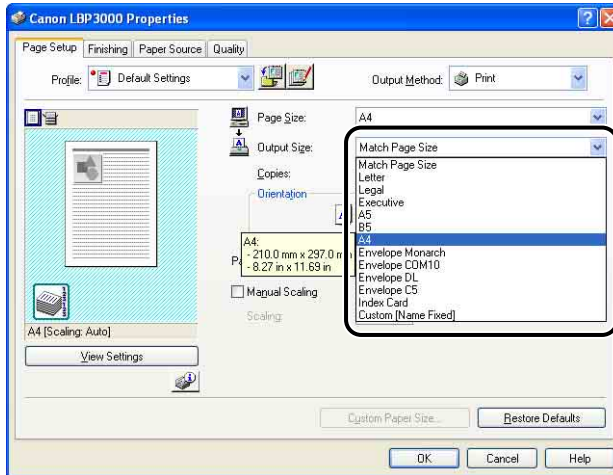 Canon LBP3000 Properties
Page Setup Finishing Paper Source Quality
Profile: Default Settings Output Method: Print
Page Size: A4
Output Size: Match Page Size
Match Page Size
Letter
Legal
Executive
A5
B5
A4
Envelope Monarch
Envelope COM10
Envelope DL
Envelope C5
Index Card
Custom [Name Fixed]
Copies:
Orientation
A4:
- 210.0 mm x 297.0 m
- 8.27 in x 11.69 in
Manual Scaling
Scaling:
A4 [Scaling: Auto]
View Settings
Custom Paper Size... Restore Defaults
OK Cancel Help